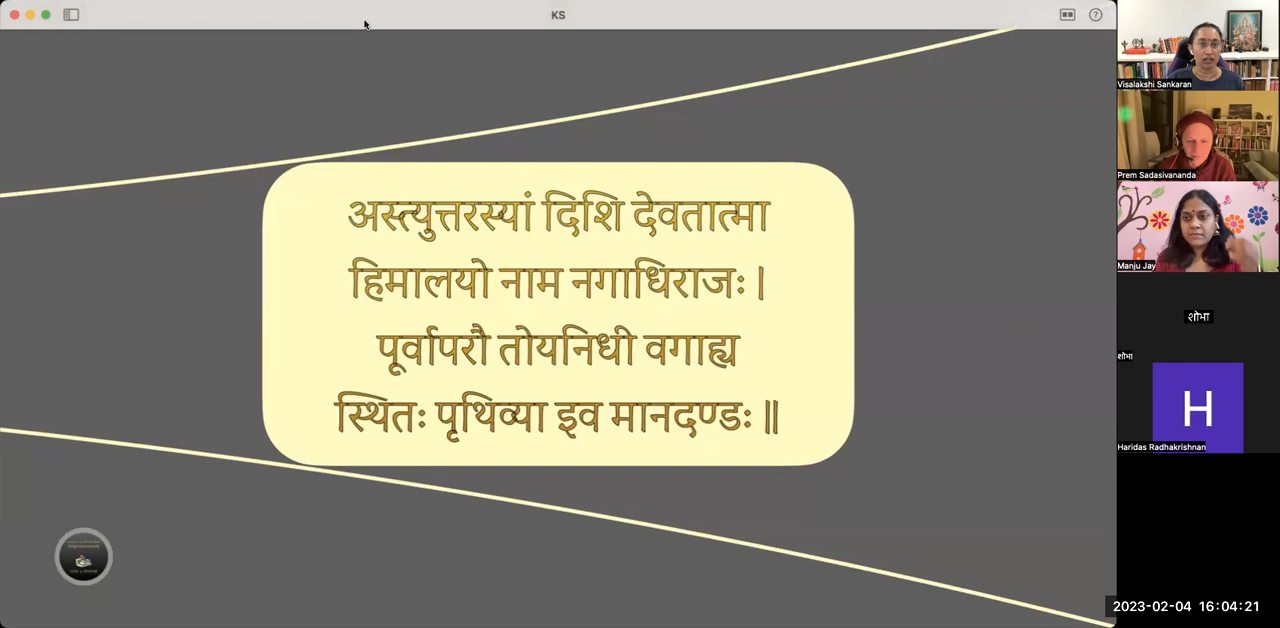 KS
अस्त्युत्तरस्यां दिशि देवतात्मा
हिमालयो नाम नगाधिराजः |
पूर्वापरौ तोयनिधी वगाह्य
स्थितः पृथिव्या इव मानदण्डः ||
Visalakshi Sankaran
Prem Sadasivananda
Manju Jay
शोभा
शोभा
H
Haridas Radhakrishnan
2023-02-04 16:04:21